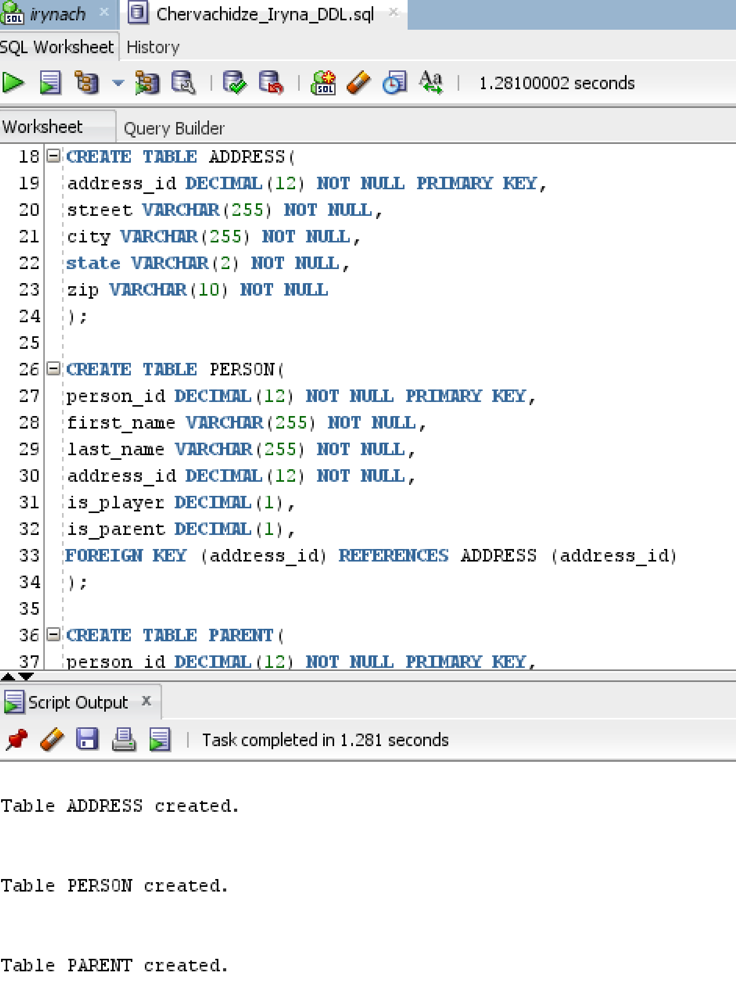 irynach
Chervachidze_Iryna_DDL.sql
SQL Worksheet History
SQL Aa 1.28100002 seconds
Worksheet Query Builder
18 CREATE TABLE ADDRESS(
19 address_id DECIMAL(12) NOT NULL PRIMARY KEY,
20 street VARCHAR(255) NOT NULL,
21 city VARCHAR(255) NOT NULL,
22 state VARCHAR(2) NOT NULL,
23 zip VARCHAR(10) NOT NULL
24 );
25
26 CREATE TABLE PERSON(
27 person_id DECIMAL(12) NOT NULL PRIMARY KEY,
28 first_name VARCHAR(255) NOT NULL,
29 last_name VARCHAR(255) NOT NULL,
30 address_id DECIMAL(12) NOT NULL,
31 is_player DECIMAL(1),
32 is_parent DECIMAL(1),
33 FOREIGN KEY (address_id) REFERENCES ADDRESS (address_id)
34 );
35
36 CREATE TABLE PARENT(
37 person_id DECIMAL(12) NOT NULL PRIMARY KEY,
Script Output x
Task completed in 1.281 seconds
Table ADDRESS created.
Table PERSON created.
Table PARENT created.